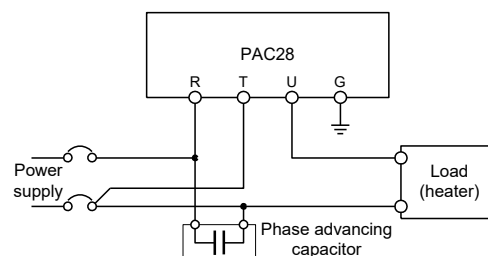 PAC28
R T U G
Power
supply
Load
(heater)
Phase advancing
capacitor